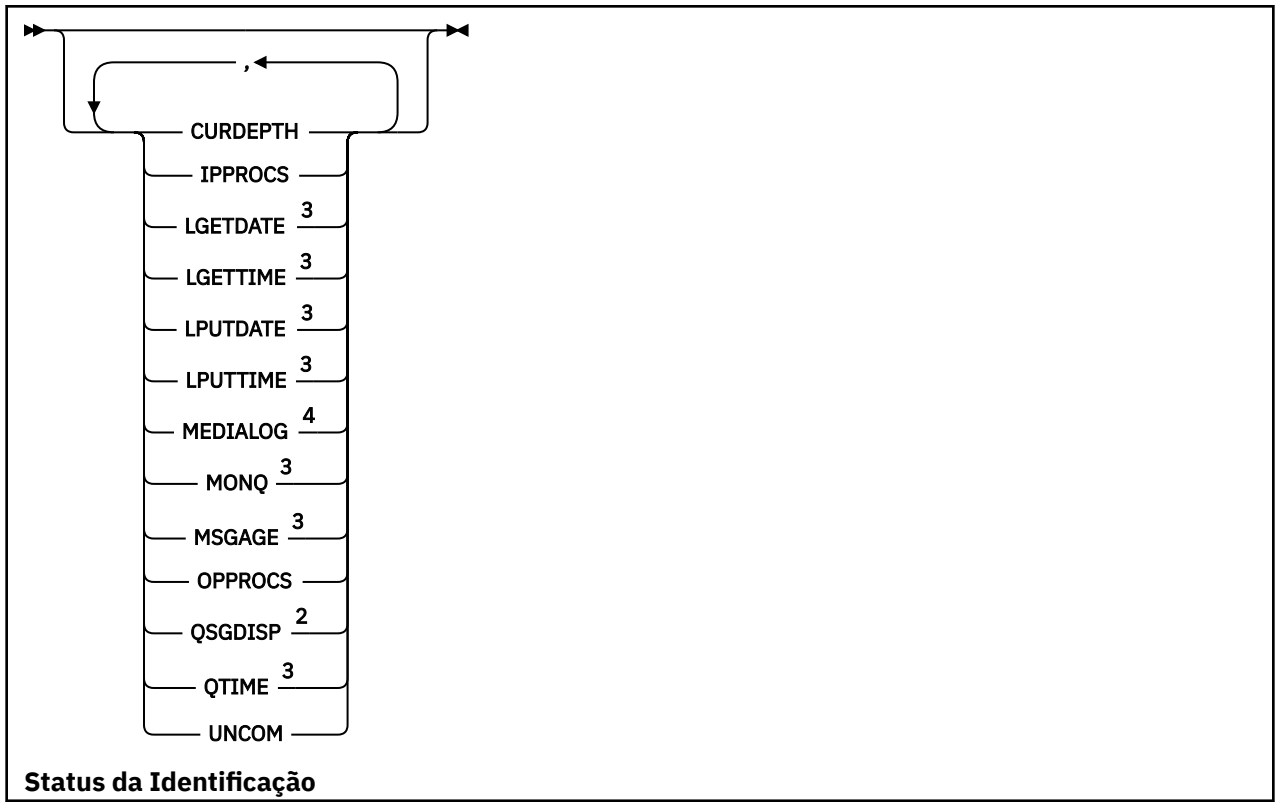 ,
CURDEPTH
IPPROCS
LGETDATE 3
LGETTIME 3
LPUTDATE 3
LPUTTIME 3
MEDIALOG 4
MONQ 3
MSGAGE 3
OPPROCS
QSGDISP 2
QTIME 3
UNCOM
Status da Identificação